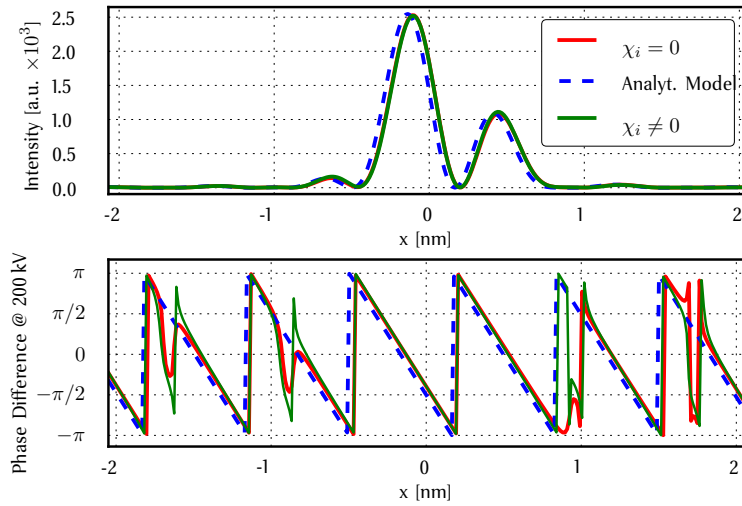 Intensity [a.u. ×10³]
2.5
2.0
1.5
1.0
0.5
0.0
χᵢ = 0
Analyt. Model
χᵢ ≠ 0
-2 -1 0 1 2
x [nm]
Phase Difference @ 200 kV
π
π/2
0
−π/2
−π
-2 -1 0 1 2
x [nm]